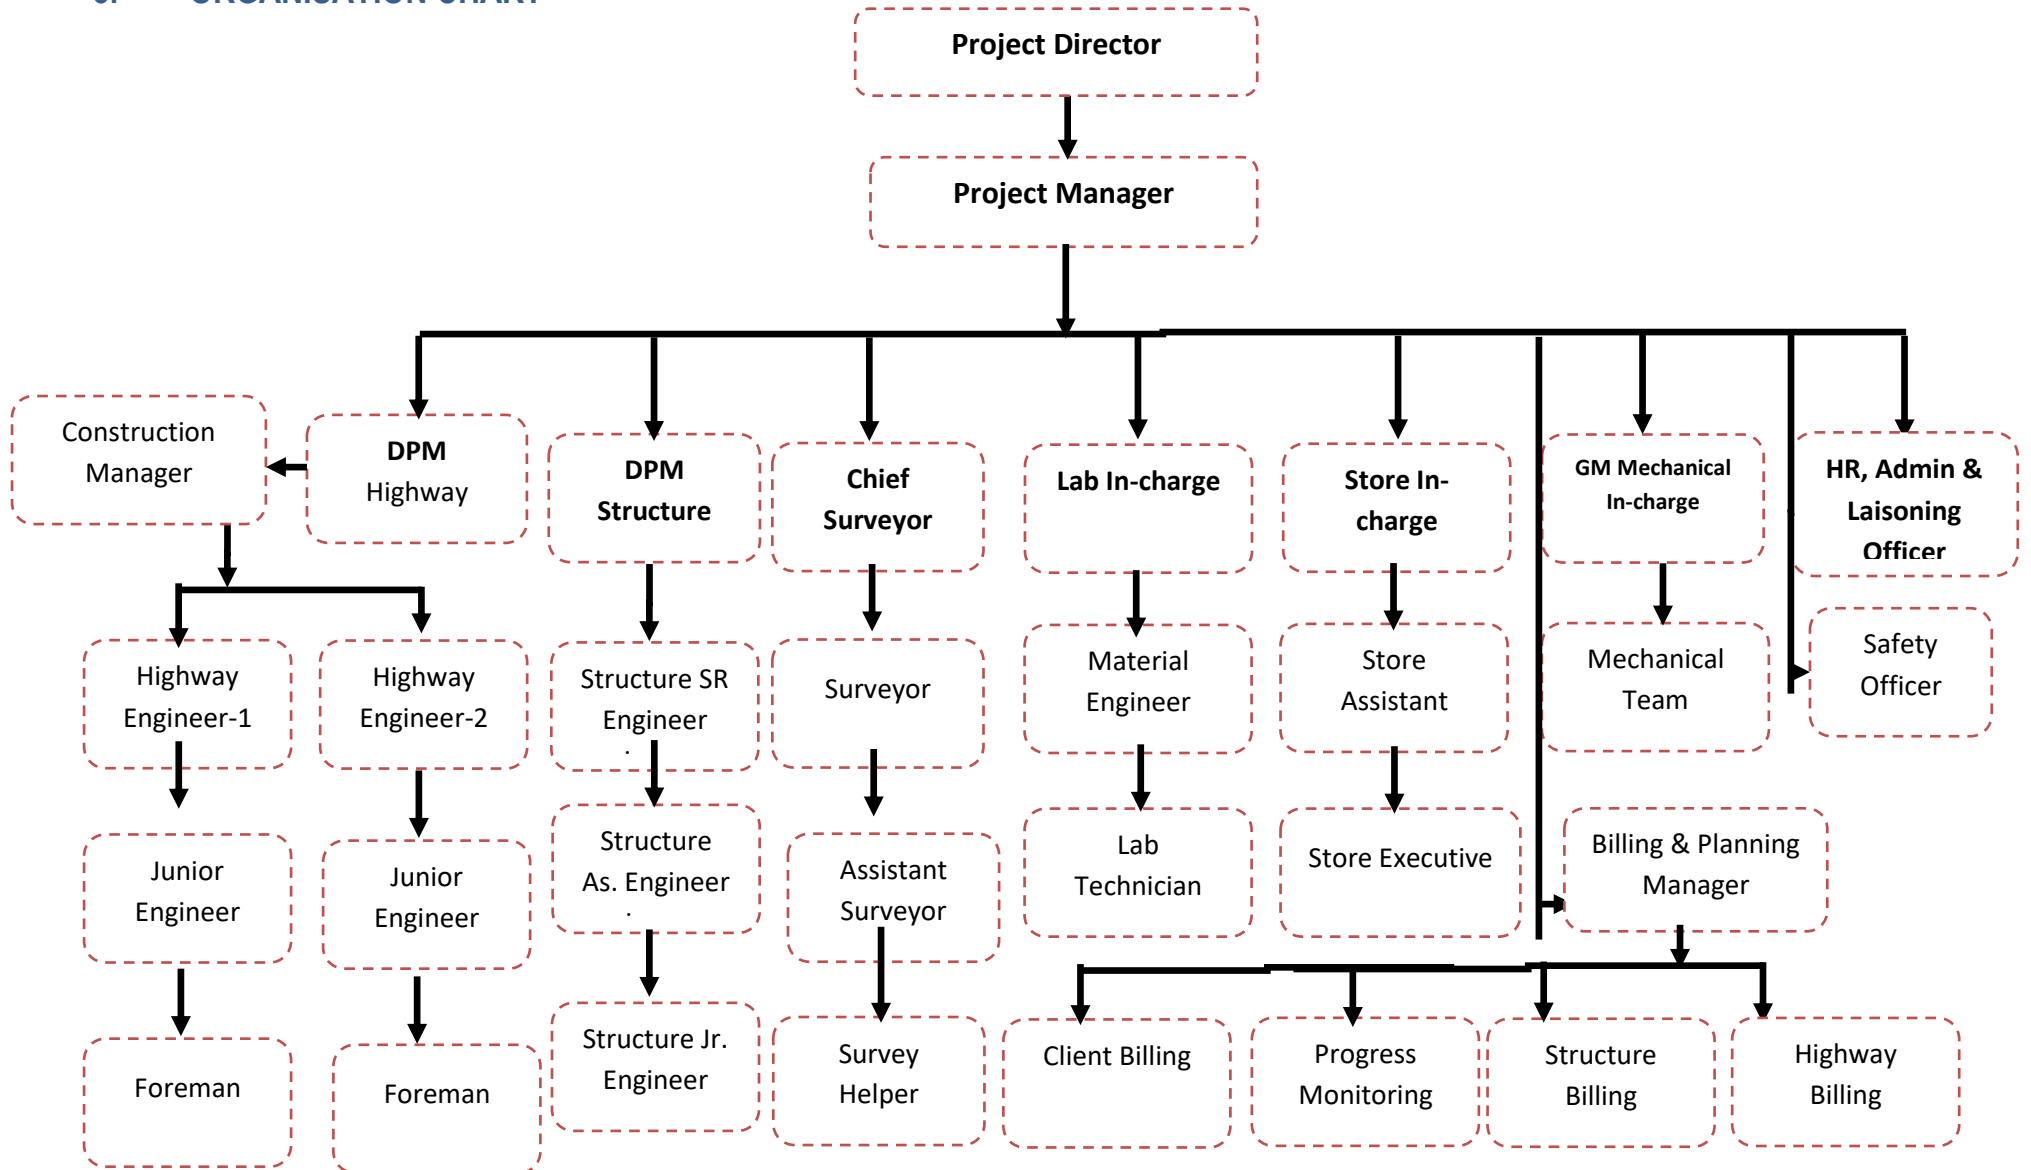 ORGANISATION CHART
Project Director
Project Manager
Construction
Manager
DPM
Highway
DPM
Structure
Chief
Surveyor
Lab In-charge
Store In-
charge
GM Mechanical
In-charge
HR, Admin &
Laisoning
Officer
Highway
Engineer-1
Highway
Engineer-2
Structure SR
Engineer
.
Surveyor
Material
Engineer
Store
Assistant
Mechanical
Team
Safety
Officer
Junior
Engineer
Junior
Engineer
Structure
As. Engineer
.
Assistant
Surveyor
Lab
Technician
Store Executive
Billing & Planning
Manager
Foreman
Foreman
Structure Jr.
Engineer
Survey
Helper
Client Billing
Progress
Monitoring
Structure
Billing
Highway
Billing